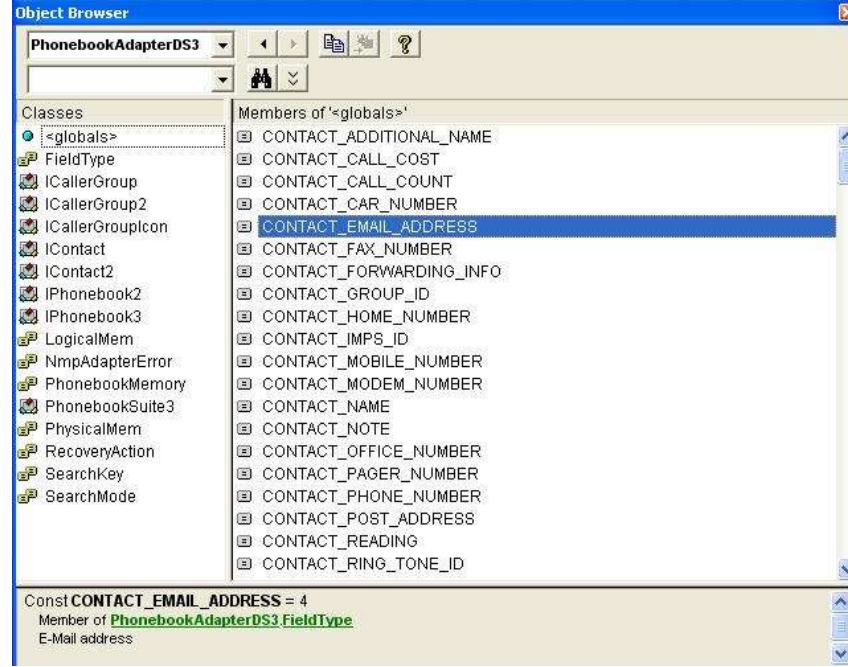 Object Browser
PhonebookAdapterDS3
Classes
<globals>
FieldType
ICallerGroup
ICallerGroup2
ICallerGroupIcon
IContact
IContact2
IPhonebook2
IPhonebook3
LogicalMem
NmpAdapterError
PhonebookMemory
PhonebookSuite3
PhysicalMem
RecoveryAction
SearchKey
SearchMode
Members of '<globals>'
CONTACT_ADDITIONAL_NAME
CONTACT_CALL_COST
CONTACT_CALL_COUNT
CONTACT_CAR_NUMBER
CONTACT_EMAIL_ADDRESS
CONTACT_FAX_NUMBER
CONTACT_FORWARDING_INFO
CONTACT_GROUP_ID
CONTACT_HOME_NUMBER
CONTACT_IMPS_ID
CONTACT_MOBILE_NUMBER
CONTACT_MODEM_NUMBER
CONTACT_NAME
CONTACT_NOTE
CONTACT_OFFICE_NUMBER
CONTACT_PAGER_NUMBER
CONTACT_PHONE_NUMBER
CONTACT_POST_ADDRESS
CONTACT_READING
CONTACT_RING_TONE_ID
Const CONTACT_EMAIL_ADDRESS = 4
Member of PhonebookAdapterDS3.FieldType
E-Mail address